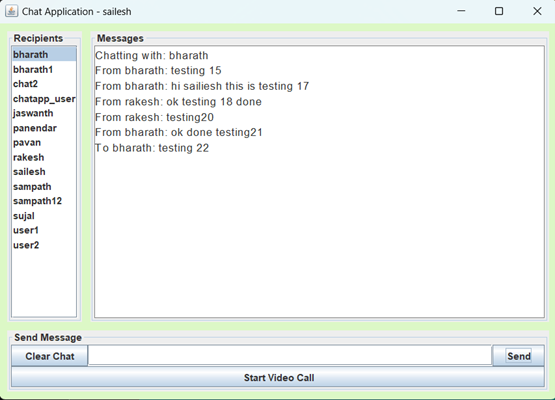 Chat Application - sailesh
Recipients
bharath
bharath1
chat2
chatapp_user
jaswanth
panendar
pavan
rakesh
sailesh
sampath
sampath12
sujal
user1
user2
Messages
Chatting with: bharath
From bharath: testing 15
From bharath: hi sailiesh this is testing 17
From rakesh: ok testing 18 done
From rakesh: testing20
From bharath: ok done testing21
To bharath: testing 22
Send Message
Clear Chat
Send
Start Video Call